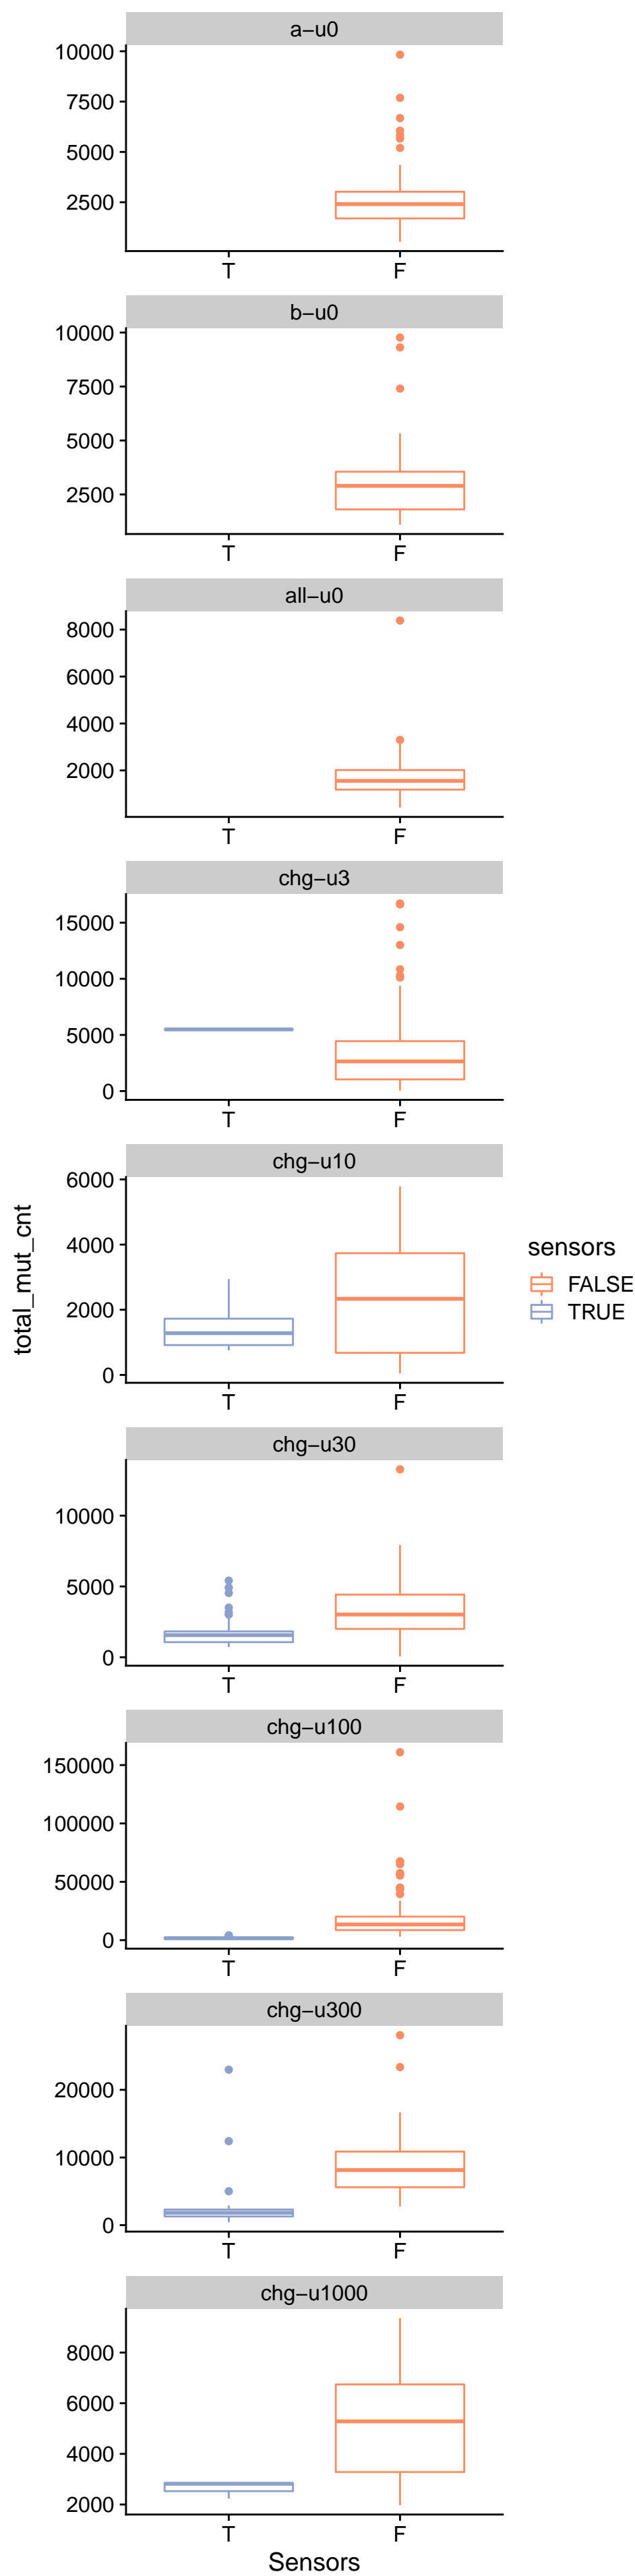 a−u0
10000
7500
5000
2500
T F
b−u0
10000
7500
5000
2500
T F
all−u0
8000
6000
4000
2000
T F
chg−u3
15000
10000
5000
0
T F
chg−u10
6000
4000
2000
0
T F
total_mut_cnt
sensors
FALSE
TRUE
chg−u30
10000
5000
0
T F
chg−u100
150000
100000
50000
0
T F
chg−u300
20000
10000
0
T F
chg−u1000
8000
6000
4000
2000
T F
Sensors